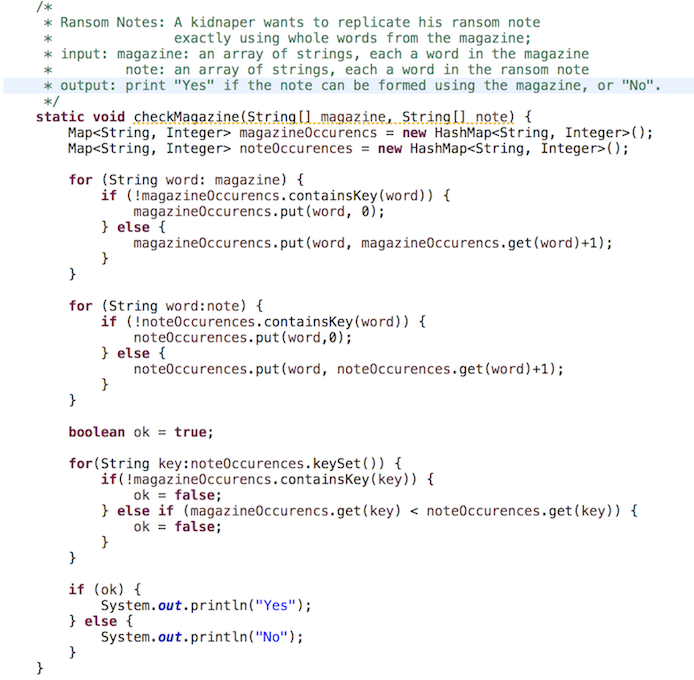 /*
 * Ransom Notes: A kidnaper wants to replicate his ransom note
 *               exactly using whole words from the magazine;
 * input: magazine: an array of strings, each a word in the magazine
 *         note: an array of strings, each a word in the ransom note
 * output: print "Yes" if the note can be formed using the magazine, or "No".
 */
static void checkMagazine(String[] magazine, String[] note) {
    Map<String, Integer> magazineOccurencs = new HashMap<String, Integer>();
    Map<String, Integer> noteOccurences = new HashMap<String, Integer>();

    for (String word: magazine) {
        if (!magazineOccurencs.containsKey(word)) {
            magazineOccurencs.put(word, 0);
        } else {
            magazineOccurencs.put(word, magazineOccurencs.get(word)+1);
        }
    }

    for (String word:note) {
        if (!noteOccurences.containsKey(word)) {
            noteOccurences.put(word,0);
        } else {
            noteOccurences.put(word, noteOccurences.get(word)+1);
        }
    }

    boolean ok = true;

    for(String key:noteOccurences.keySet()) {
        if(!magazineOccurencs.containsKey(key)) {
            ok = false;
        } else if (magazineOccurencs.get(key) < noteOccurences.get(key)) {
            ok = false;
        }
    }

    if (ok) {
        System.out.println("Yes");
    } else {
        System.out.println("No");
    }
}